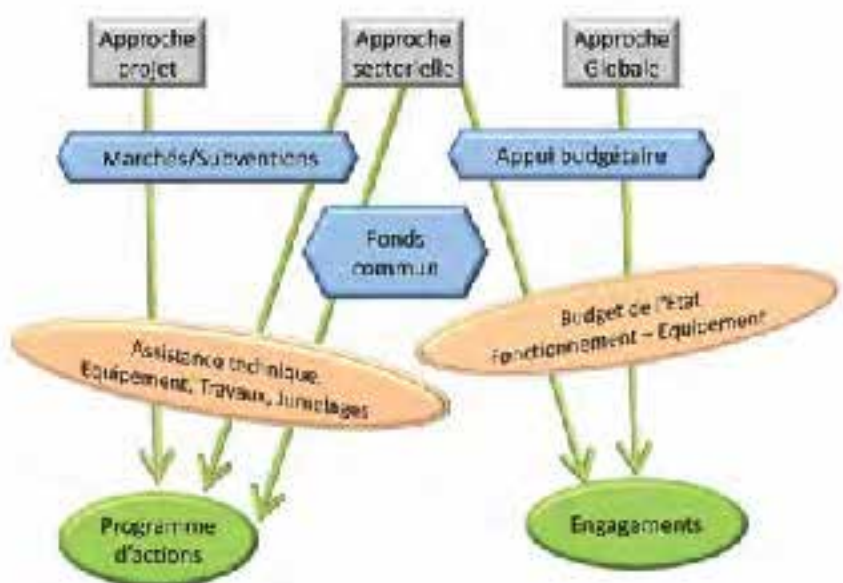 Approche
projet
Approche
sectorielle
Approche
Globale
Marchés/Subventions
Appui budgétaire
Fonds
commun
Budget de l'Etat
Fonctionnement – Equipement
Assistance technique
Equipement, Travaux, Jumelages
Programme
d'actions
Engagements